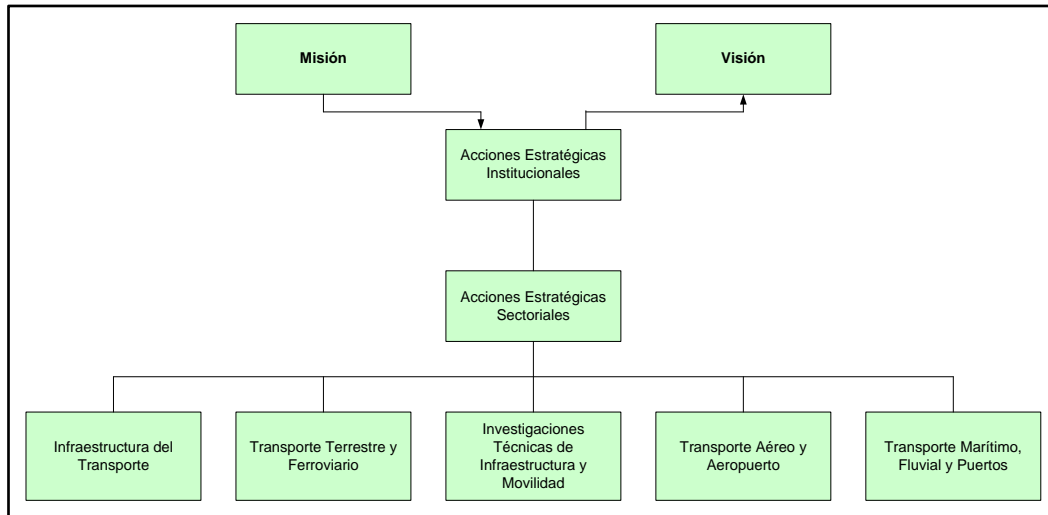 Misión
Visión
Acciones Estratégicas
Institucionales
Acciones Estratégicas
Sectoriales
Infraestructura del
Transporte
Transporte Terrestre y
Ferroviario
Investigaciones
Técnicas de
Infraestructura y
Movilidad
Transporte Aéreo y
Aeropuerto
Transporte Marítimo,
Fluvial y Puertos